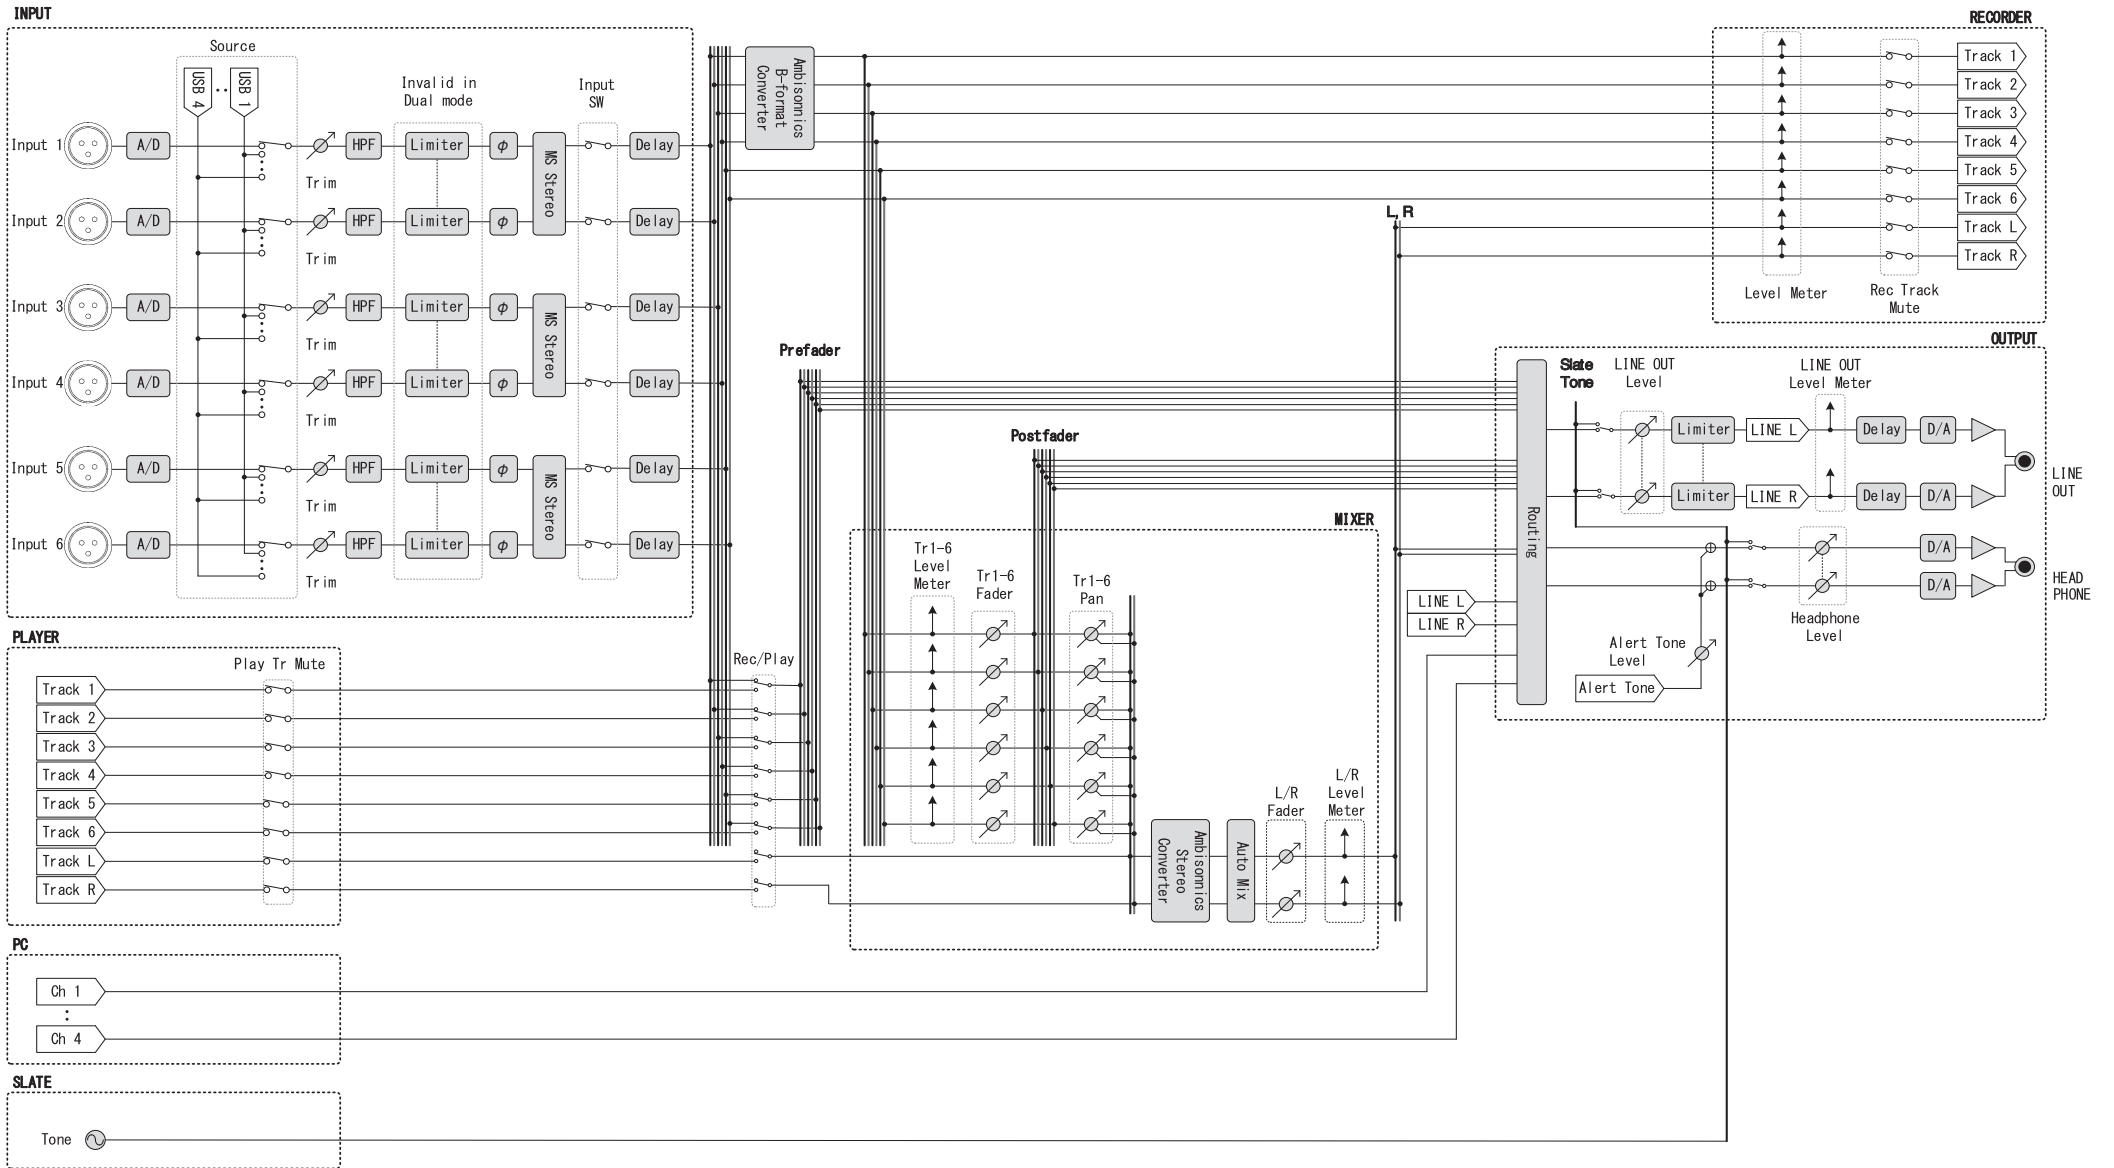 INPUT
Source
USB 4
USB 1
Invalid in
Dual mode
Input
SW
Input 1
A/D
Trim
HPF
Limiter
φ
MS Stereo
Delay
Input 2
A/D
Trim
HPF
Limiter
φ
Delay
Input 3
A/D
Trim
HPF
Limiter
φ
MS Stereo
Delay
Input 4
A/D
Trim
HPF
Limiter
φ
Delay
Input 5
A/D
Trim
HPF
Limiter
φ
MS Stereo
Delay
Input 6
A/D
Trim
HPF
Limiter
φ
Delay
Ambisonnics
B-format
Converter
RECORDER
Track 1
Track 2
Track 3
Track 4
Track 5
Track 6
Track L
Track R
Level Meter
Rec Track
Mute
L, R
Prefader
Postfader
OUTPUT
Routing
Slate
Tone
LINE OUT
Level
LINE OUT
Level Meter
Limiter
LINE L
Delay
D/A
Limiter
LINE R
Delay
D/A
LINE
OUT
D/A
D/A
HEAD
PHONE
LINE L
LINE R
Headphone
Level
Alert Tone
Level
Alert Tone
MIXER
Tr1-6
Level
Meter
Tr1-6
Fader
Tr1-6
Pan
Ambisonnics
Stereo
Converter
Auto Mix
L/R
Fader
L/R
Level
Meter
PLAYER
Play Tr Mute
Rec/Play
Track 1
Track 2
Track 3
Track 4
Track 5
Track 6
Track L
Track R
PC
Ch 1
Ch 4
SLATE
Tone